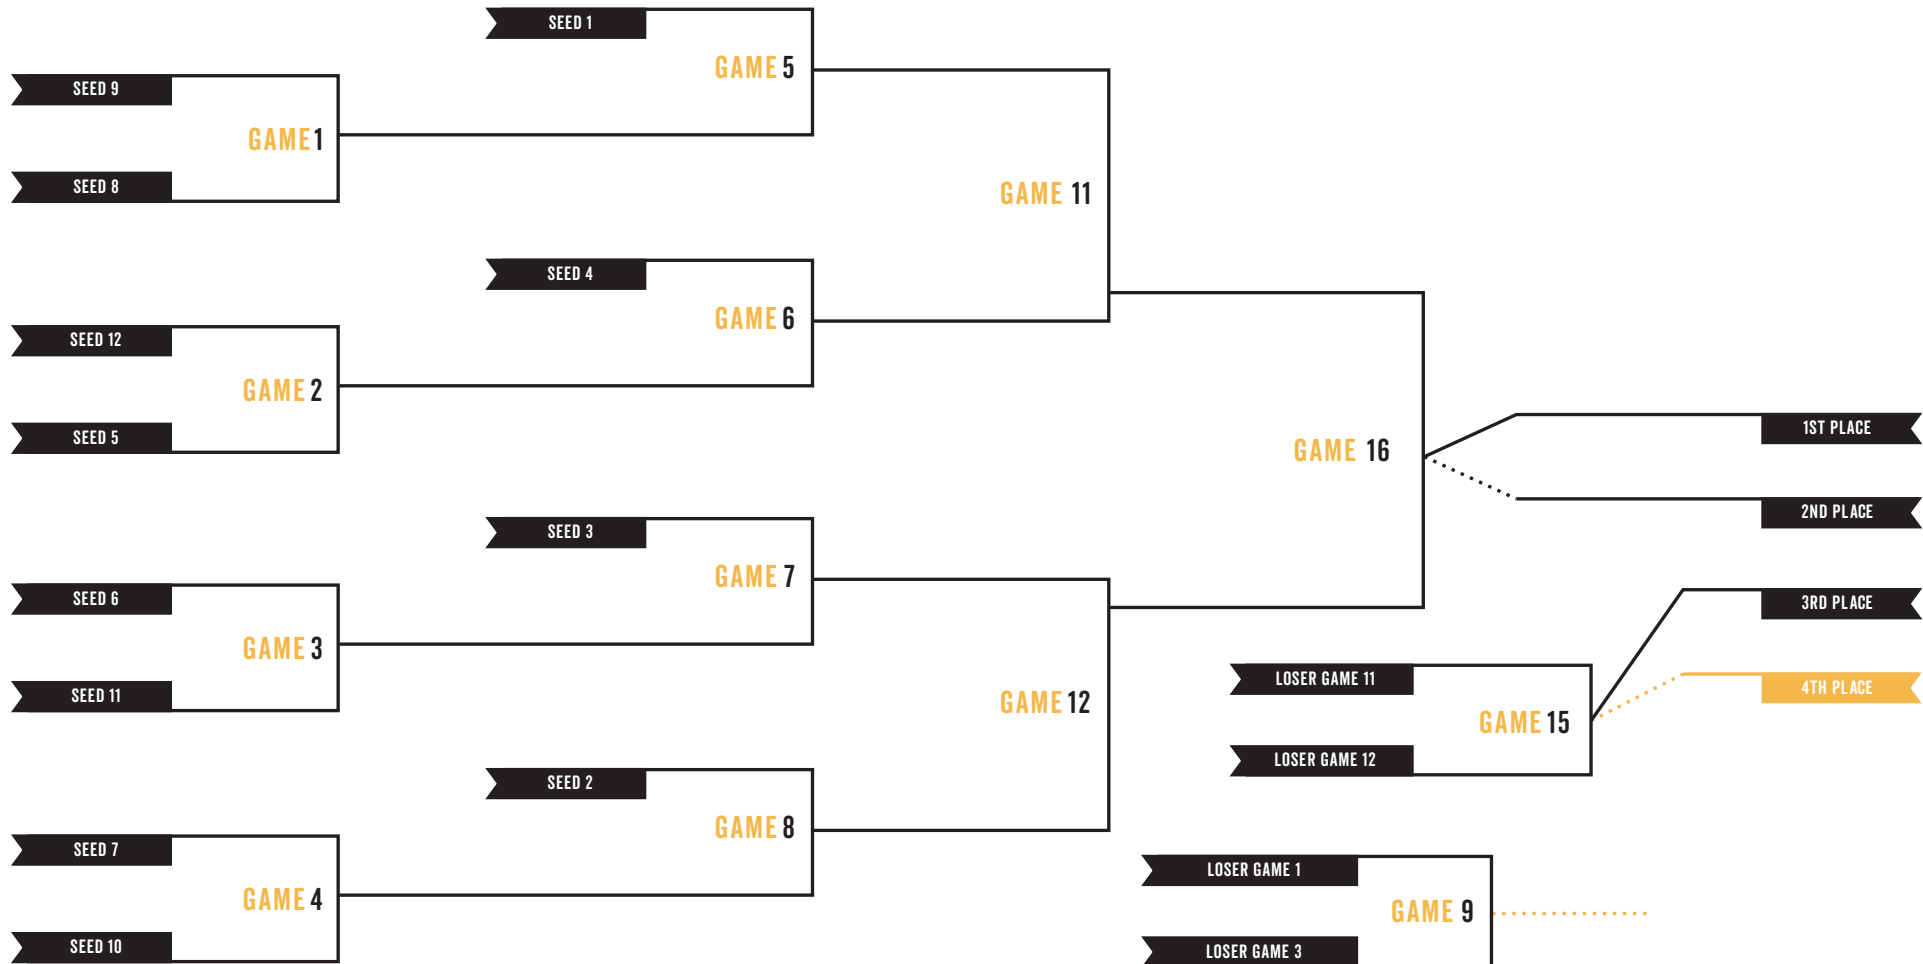 SEED 1
GAME 5
SEED 9
GAME 1
SEED 8
GAME 11
SEED 4
GAME 6
SEED 12
GAME 2
SEED 5
GAME 16
1ST PLACE
2ND PLACE
SEED 3
GAME 7
SEED 6
GAME 3
SEED 11
GAME 12
3RD PLACE
4TH PLACE
LOSER GAME 11
GAME 15
LOSER GAME 12
SEED 2
GAME 8
SEED 7
GAME 4
SEED 10
LOSER GAME 1
GAME 9
LOSER GAME 3